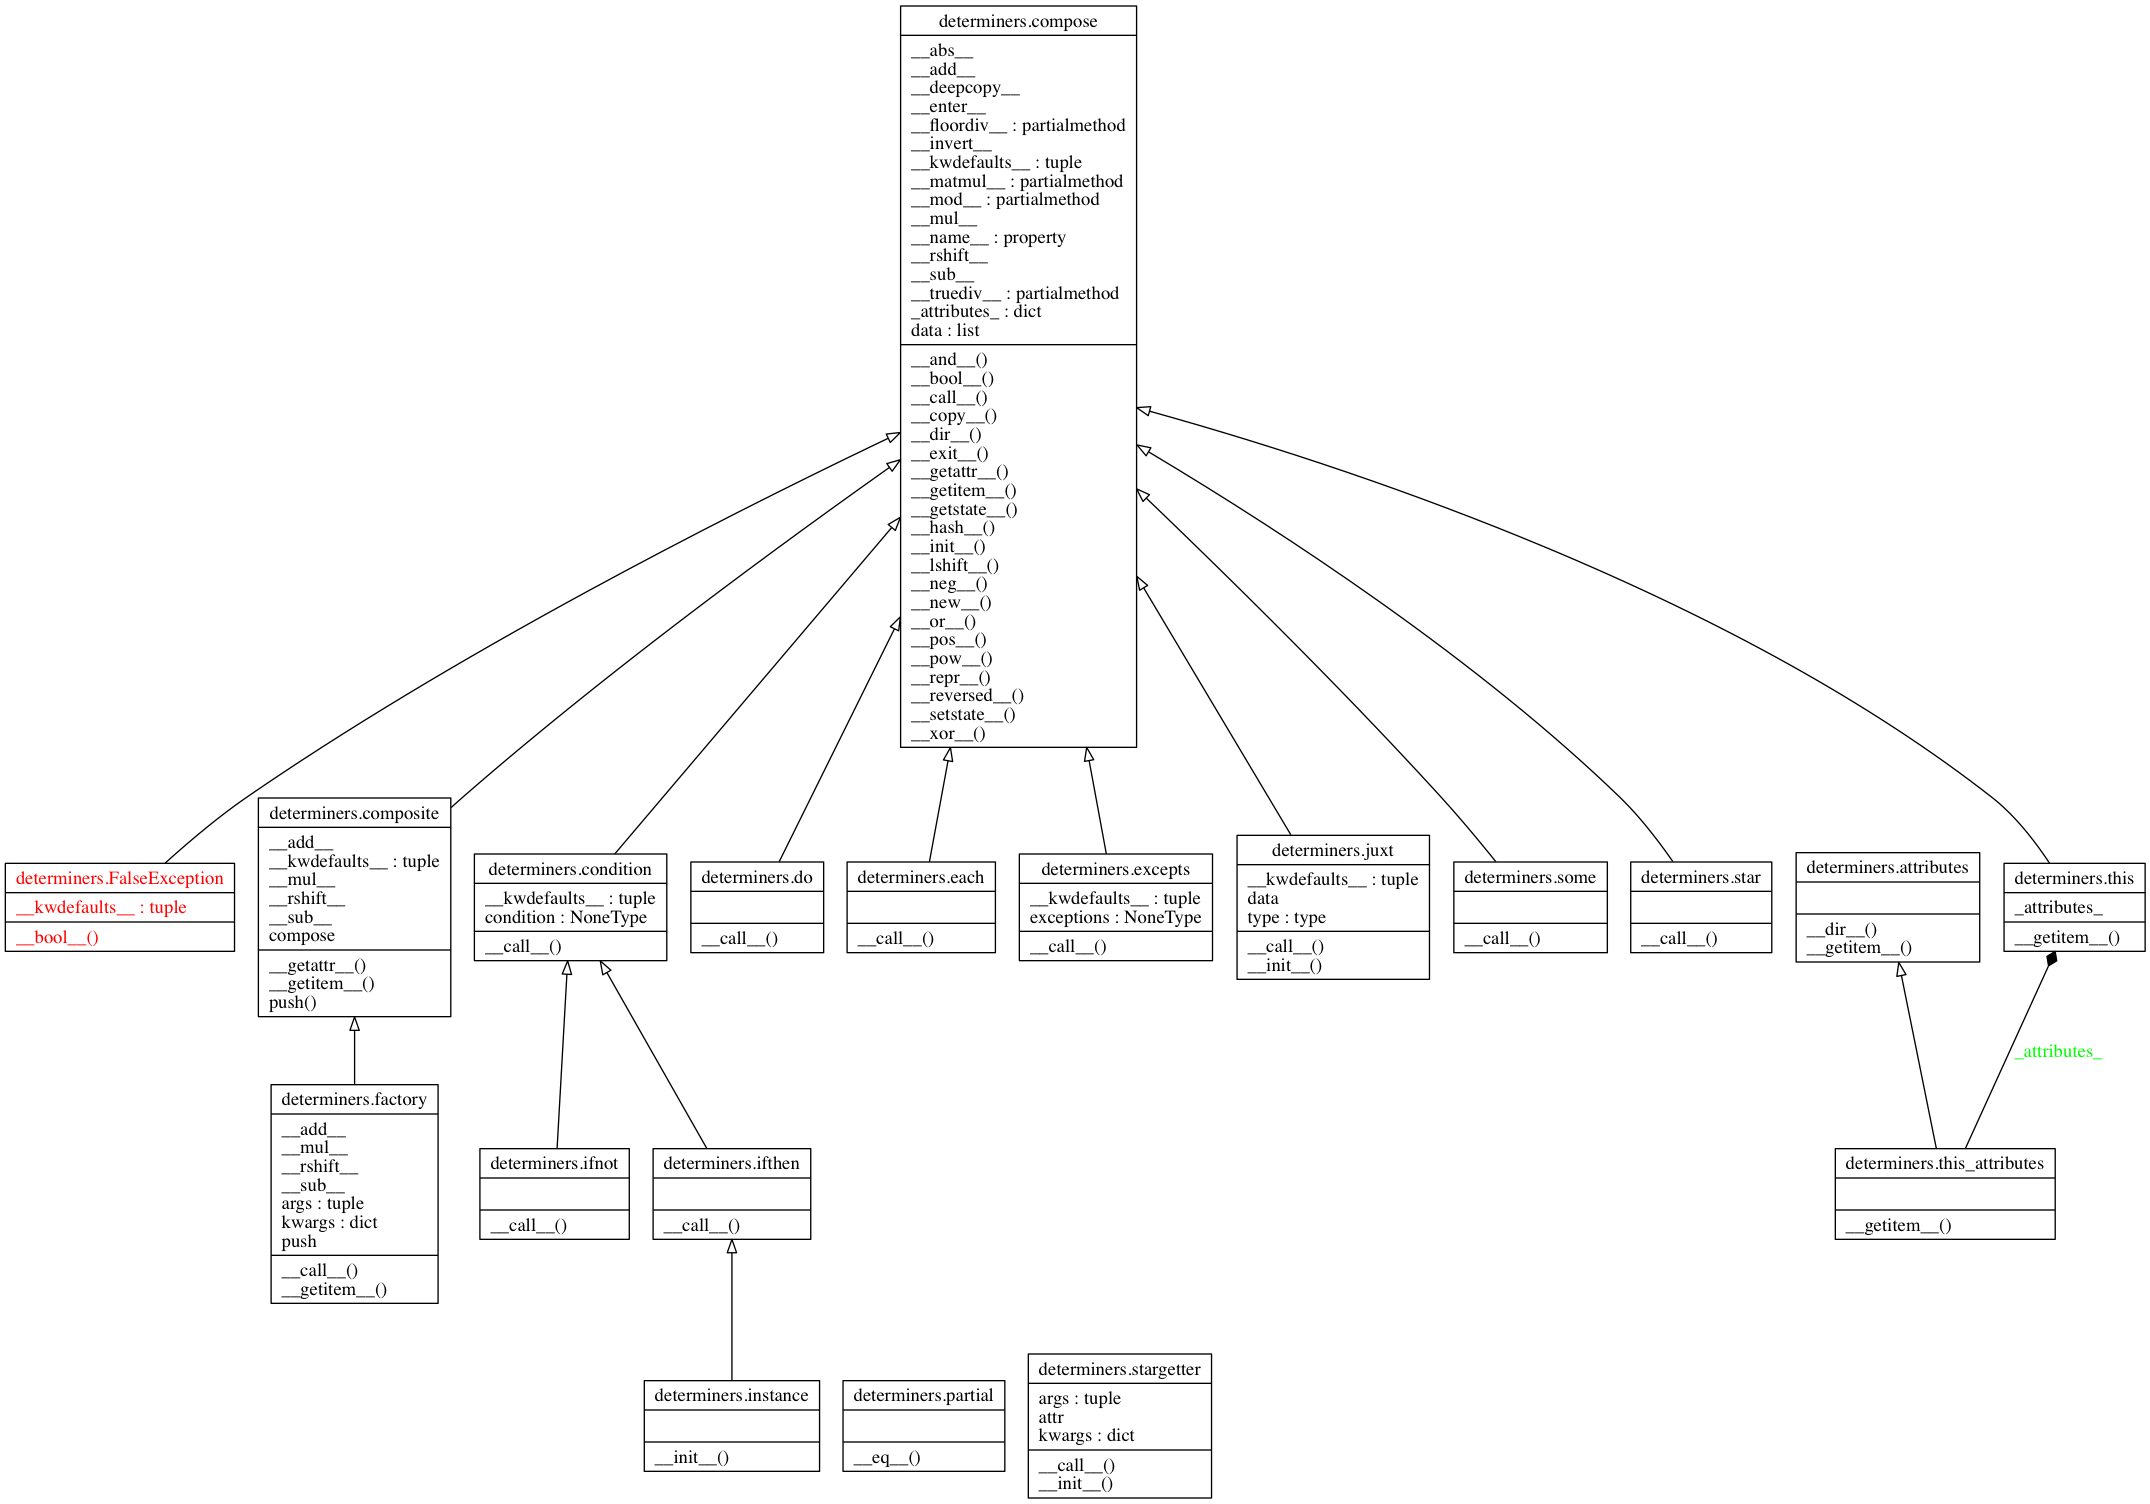 determiners.compose
__abs__
__add__
__deepcopy__
__enter__
__floordiv__ : partialmethod
__invert__
__kwdefaults__ : tuple
__matmul__ : partialmethod
__mod__ : partialmethod
__mul__
__name__ : property
__rshift__
__sub__
__truediv__ : partialmethod
_attributes_ : dict
data : list
__and__()
__bool__()
__call__()
__copy__()
__dir__()
__exit__()
__getattr__()
__getitem__()
__getstate__()
__hash__()
__init__()
__lshift__()
__neg__()
__new__()
__or__()
__pos__()
__pow__()
__repr__()
__reversed__()
__setstate__()
__xor__()
determiners.FalseException
__kwdefaults__ : tuple
__bool__()
determiners.composite
__add__
__kwdefaults__ : tuple
__mul__
__rshift__
__sub__
compose
__getattr__()
__getitem__()
push()
determiners.condition
__kwdefaults__ : tuple
condition : NoneType
__call__()
determiners.do
__call__()
determiners.each
__call__()
determiners.excepts
__kwdefaults__ : tuple
exceptions : NoneType
__call__()
determiners.juxt
__kwdefaults__ : tuple
data
type : type
__call__()
__init__()
determiners.some
__call__()
determiners.star
__call__()
determiners.attributes
__dir__()
__getitem__()
determiners.this
_attributes_
__getitem__()
_attributes_
determiners.factory
__add__
__mul__
__rshift__
__sub__
args : tuple
kwargs : dict
push
__call__()
__getitem__()
determiners.ifnot
__call__()
determiners.ifthen
__call__()
determiners.this_attributes
__getitem__()
determiners.instance
__init__()
determiners.partial
__eq__()
determiners.stargetter
args : tuple
attr
kwargs : dict
__call__()
__init__()